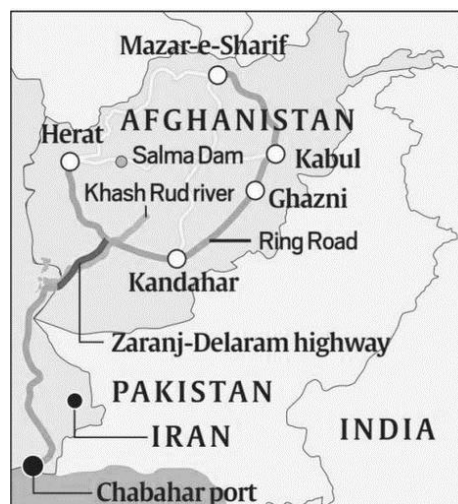 Mazar-e-Sharif
AFGHANISTAN
Herat
Salma Dam
Kabul
Khash Rud river
Ghazni
Ring Road
Kandahar
Zaranj-Delaram highway
PAKISTAN
IRAN
INDIA
Chabahar port